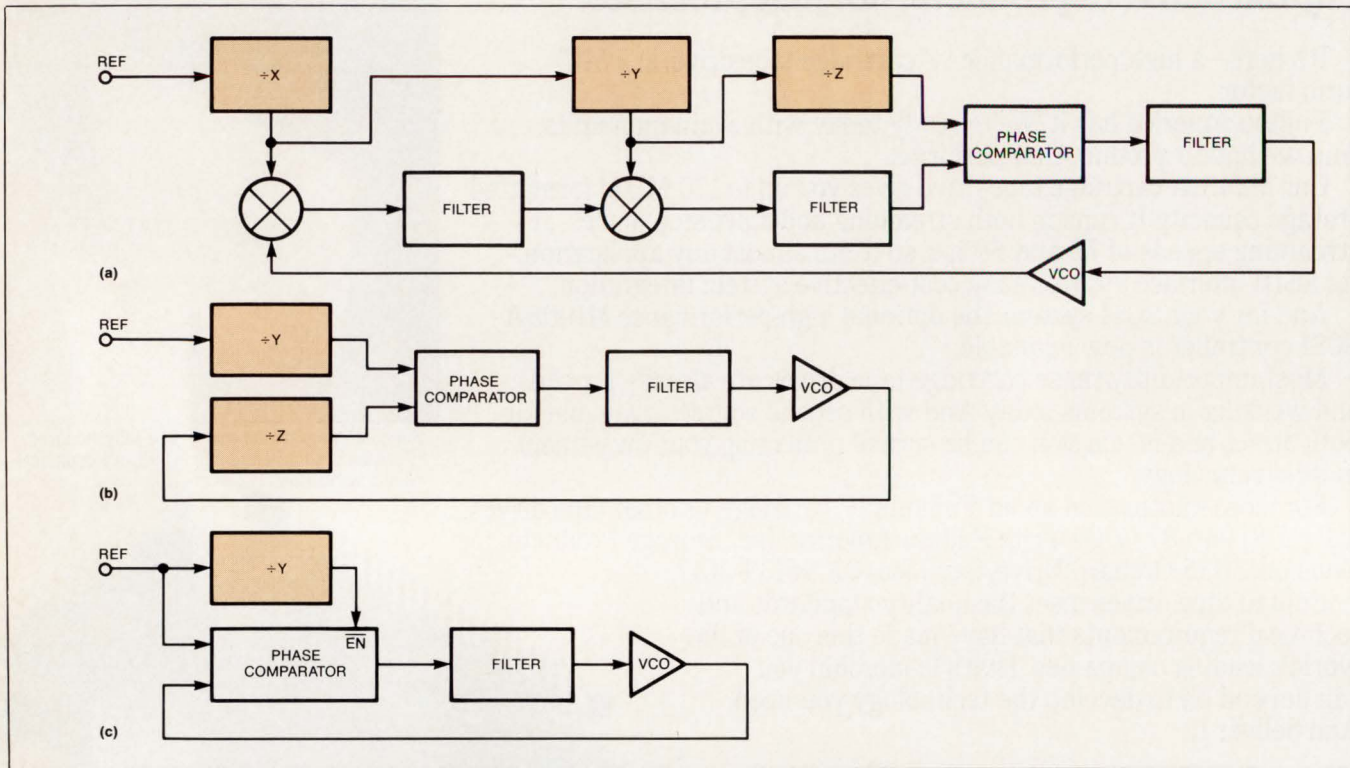 REF
÷X
÷Y
÷Z
PHASE
COMPARATOR
FILTER
FILTER
FILTER
VCO
(a)
REF
÷Y
÷Z
PHASE
COMPARATOR
FILTER
VCO
(b)
REF
÷Y
EN
PHASE
COMPARATOR
FILTER
VCO
(c)